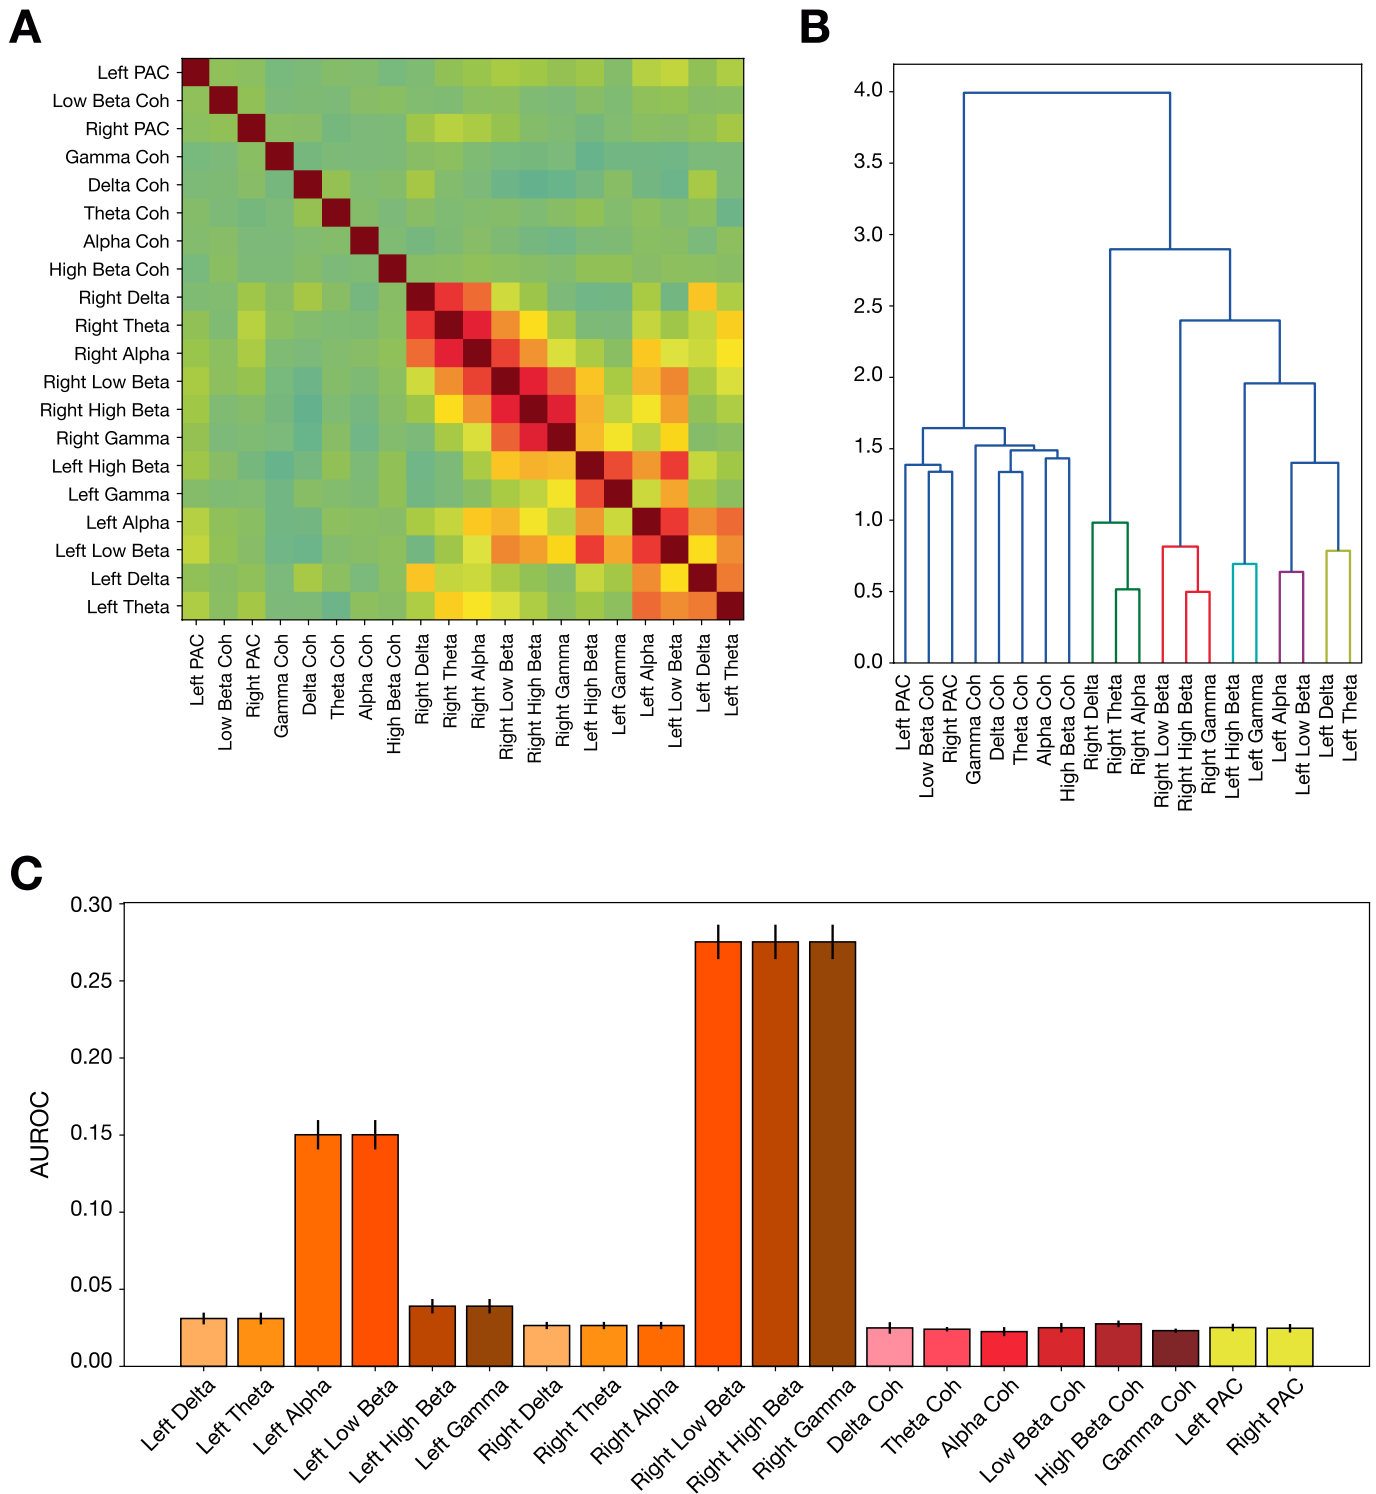 A
Left PAC
Low Beta Coh
Right PAC
Gamma Coh
Delta Coh
Theta Coh
Alpha Coh
High Beta Coh
Right Delta
Right Theta
Right Alpha
Right Low Beta
Right High Beta
Right Gamma
Left High Beta
Left Gamma
Left Alpha
Left Low Beta
Left Delta
Left Theta
Left PAC
Low Beta Coh
Right PAC
Gamma Coh
Delta Coh
Theta Coh
Alpha Coh
High Beta Coh
Right Delta
Right Theta
Right Alpha
Right Low Beta
Right High Beta
Right Gamma
Left High Beta
Left Gamma
Left Alpha
Left Low Beta
Left Delta
Left Theta
B
4.0
3.5
3.0
2.5
2.0
1.5
1.0
0.5
0.0
Left PAC
Low Beta Coh
Right PAC
Gamma Coh
Delta Coh
Theta Coh
Alpha Coh
High Beta Coh
Right Delta
Right Theta
Right Alpha
Right Low Beta
Right High Beta
Right Gamma
Left High Beta
Left Gamma
Left Alpha
Left Low Beta
Left Delta
Left Theta
C
AUROC
0.30
0.25
0.20
0.15
0.10
0.05
0.00
Left Delta
Left Theta
Left Alpha
Left Low Beta
Left High Beta
Left Gamma
Right Delta
Right Theta
Right Alpha
Right Low Beta
Right High Beta
Right Gamma
Delta Coh
Theta Coh
Alpha Coh
Low Beta Coh
High Beta Coh
Gamma Coh
Left PAC
Right PAC